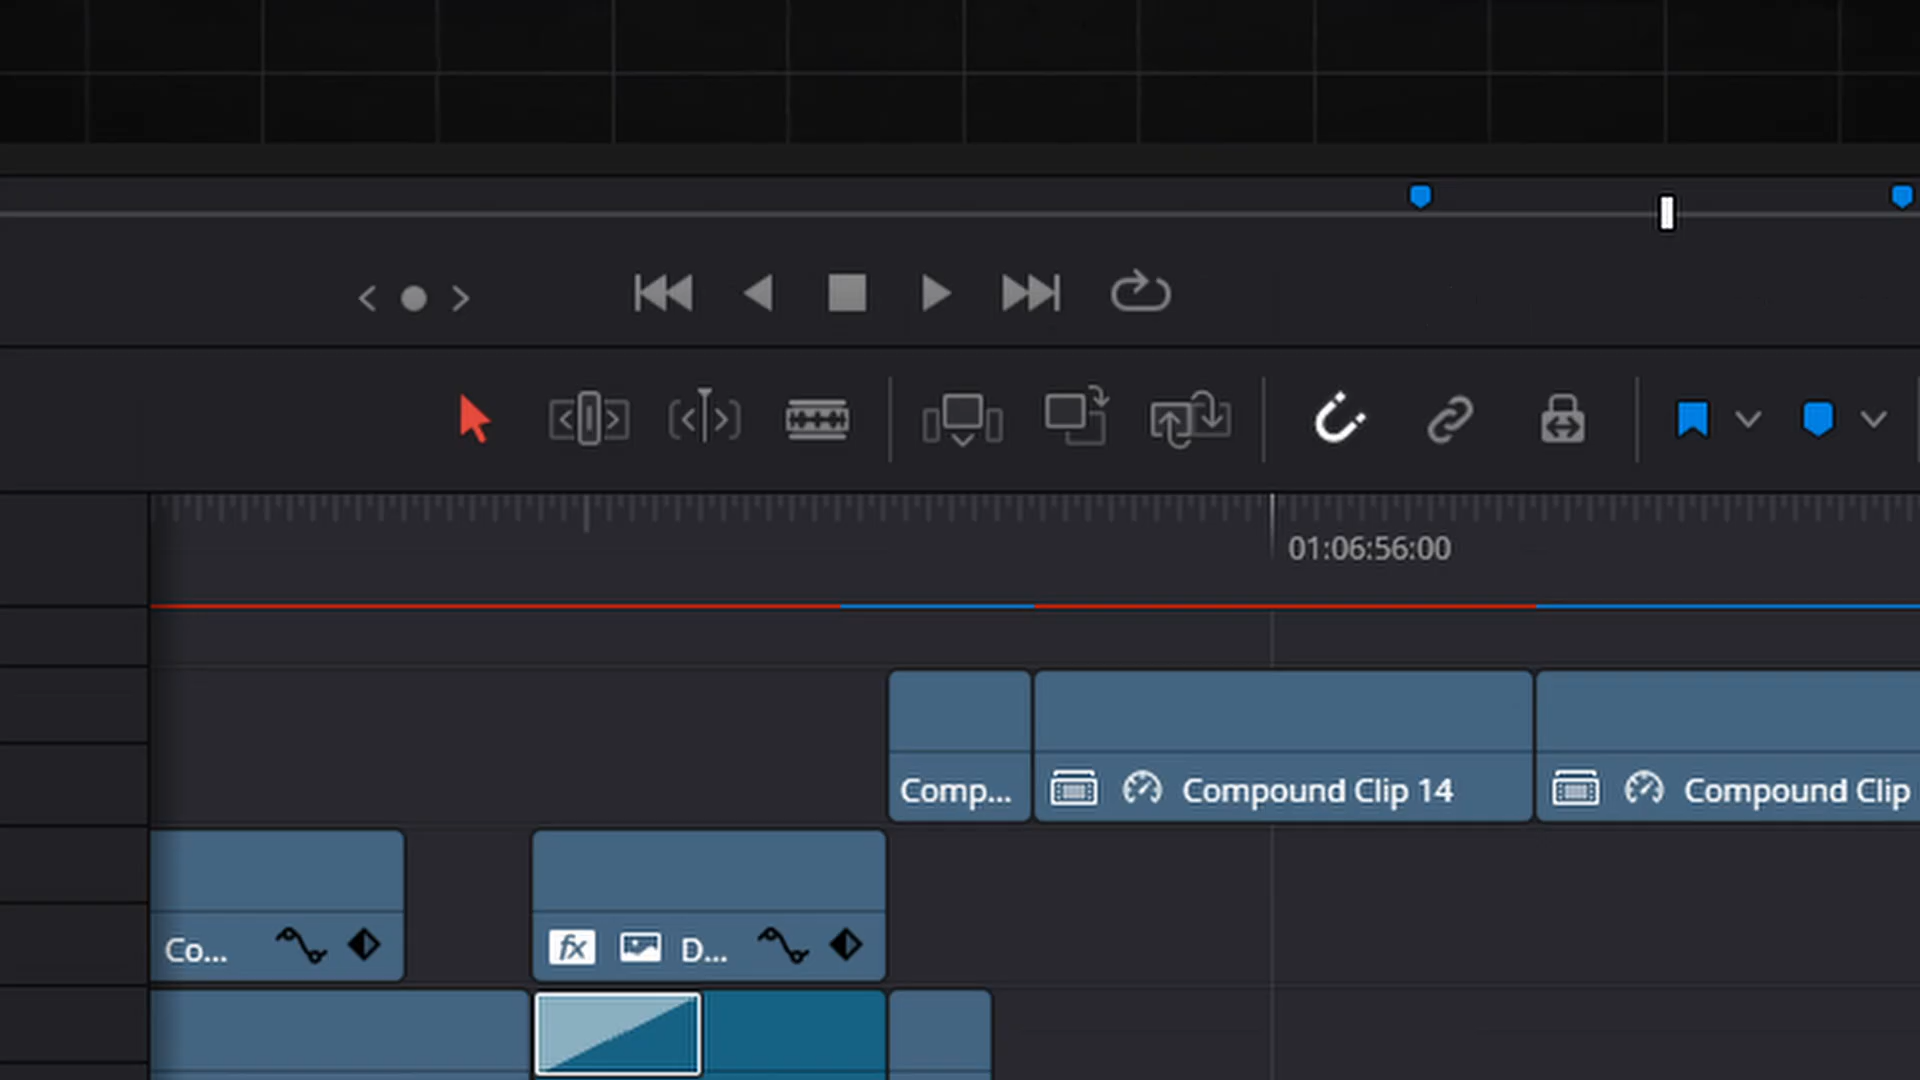 01:06:56:00
Comp...
Compound Clip 14
Compound Clip
Co...
fx
D...